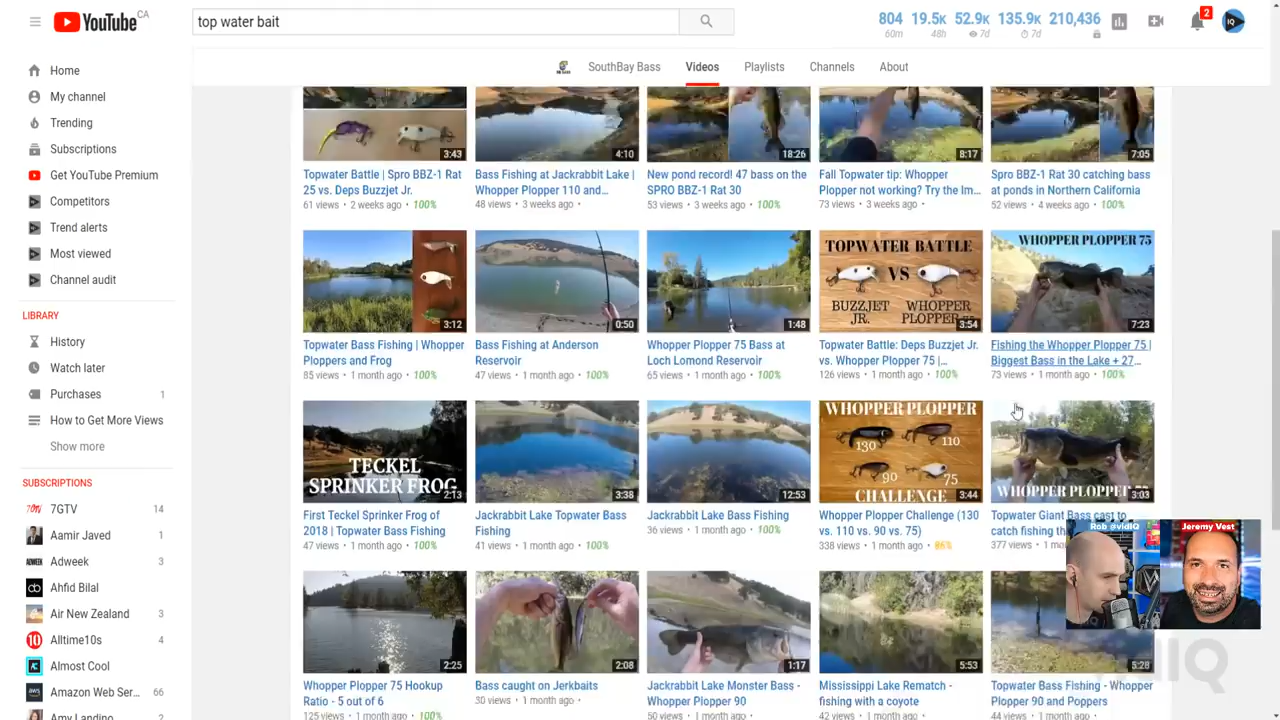 YouTube CA
top water bait
804 19.5K 52.9K 135.9K 210,436
60m 48h 7d 7d
2
IQ
SouthBay Bass Videos Playlists Channels About
Home
My channel
Trending
Subscriptions
Get YouTube Premium
Competitors
Trend alerts
Most viewed
Channel audit
LIBRARY
History
Watch later
Purchases 1
How to Get More Views
Show more
SUBSCRIPTIONS
7GTV 14
Aamir Javed 1
Adweek 3
Ahfid Bilal
Air New Zealand 3
Alltime10s 4
Almost Cool
Amazon Web Ser... 66
Amy Landino 2
3:43 4:10 18:26 8:17 7:05
Topwater Battle | Spro BBZ-1 Rat
25 vs. Deps Buzzjet Jr.
61 views • 2 weeks ago • 100%
Bass Fishing at Jackrabbit Lake |
Whopper Plopper 110 and...
48 views • 3 weeks ago •
New pond record! 47 bass on the
SPRO BBZ-1 Rat 30
53 views • 3 weeks ago • 100%
Fall Topwater tip: Whopper
Plopper not working? Try the Im...
73 views • 3 weeks ago •
Spro BBZ-1 Rat 30 catching bass
at ponds in Northern California
52 views • 4 weeks ago • 100%
3:12
Topwater Bass Fishing | Whopper
Ploppers and Frog
85 views • 1 month ago • 100%
0:50
Bass Fishing at Anderson
Reservoir
47 views • 1 month ago • 100%
1:48
Whopper Plopper 75 Bass at
Loch Lomond Reservoir
65 views • 1 month ago • 100%
TOPWATER BATTLE
VS
BUZZJET WHOPPER
JR. PLOPPER 75
3:54
Topwater Battle: Deps Buzzjet Jr.
vs. Whopper Plopper 75 |...
126 views • 1 month ago • 100%
WHOPPER PLOPPER 75
7:23
Fishing the Whopper Plopper 75 |
Biggest Bass in the Lake + 27...
73 views • 1 month ago • 100%
TECKEL
SPRINKER FROG
2:13
First Teckel Sprinker Frog of
2018 | Topwater Bass Fishing
47 views • 1 month ago • 100%
3:38
Jackrabbit Lake Topwater Bass
Fishing
41 views • 1 month ago • 100%
12:53
Jackrabbit Lake Bass Fishing
36 views • 1 month ago • 100%
WHOPPER PLOPPER
130 110
90 75
CHALLENGE
3:44
Whopper Plopper Challenge (130
vs. 110 vs. 90 vs. 75)
338 views • 1 month ago • 86%
WHOPPER PLOPPER
3:03
Topwater Giant Bass cast to
catch fishing th
377 views • 1 mo
Rob @vidIQ Jeremy Vest
2:25
Whopper Plopper 75 Hookup
Ratio - 5 out of 6
125 views • 1 month ago • 100%
2:08
Bass caught on Jerkbaits
30 views • 1 month ago • 100%
1:17
Jackrabbit Lake Monster Bass -
Whopper Plopper 90
50 views • 1 month ago • 100%
5:53
Mississippi Lake Rematch -
fishing with a coyote
42 views • 1 month ago •
5:28
Topwater Bass Fishing - Whopper
Plopper 90 and Poppers
44 views • 1 month ago •
vidIQ